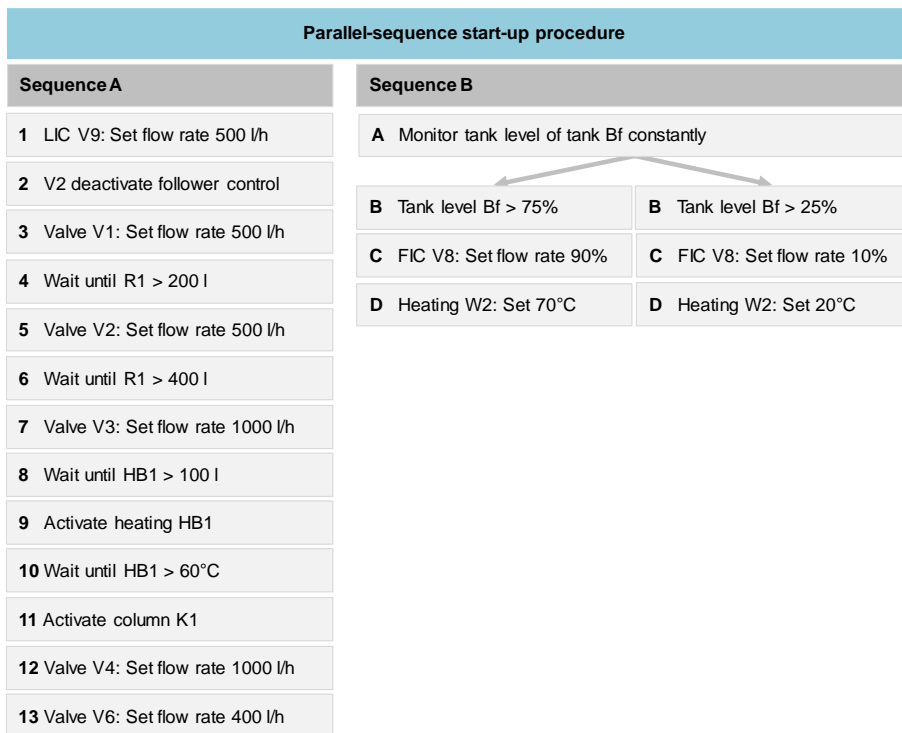 Parallel-sequence start-up procedure
Sequence A
1 LIC V9: Set flow rate 500 l/h
2 V2 deactivate follower control
3 Valve V1: Set flow rate 500 l/h
4 Wait until R1 > 200 l
5 Valve V2: Set flow rate 500 l/h
6 Wait until R1 > 400 l
7 Valve V3: Set flow rate 1000 l/h
8 Wait until HB1 > 100 l
9 Activate heating HB1
10 Wait until HB1 > 60°C
11 Activate column K1
12 Valve V4: Set flow rate 1000 l/h
13 Valve V6: Set flow rate 400 l/h
Sequence B
A Monitor tank level of tank Bf constantly
B Tank level Bf > 75%
C FIC V8: Set flow rate 90%
D Heating W2: Set 70°C
B Tank level Bf > 25%
C FIC V8: Set flow rate 10%
D Heating W2: Set 20°C